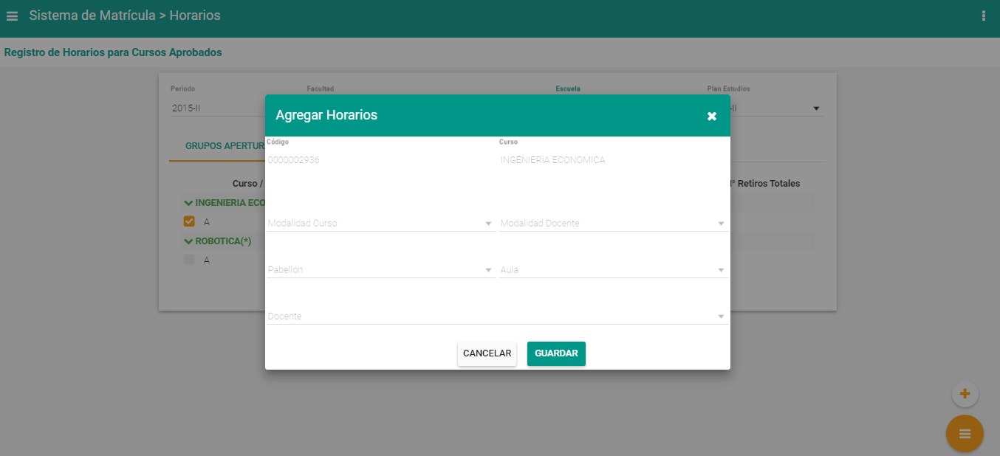 Sistema de Matrícula > Horarios
Registro de Horarios para Cursos Aprobados
Periodo Facultad Escuela Plan Estudios
2015-II -II
Agregar Horarios
GRUPOS APERTUR
Código Curso
0000002936 INGENIERIA ECONOMICA
Curso / N° Retiros Totales
INGENIERIA ECO
A
Modalidad Curso Modalidad Docente
ROBOTICA(*)
A
Pabellón Aula
Docente
CANCELAR GUARDAR